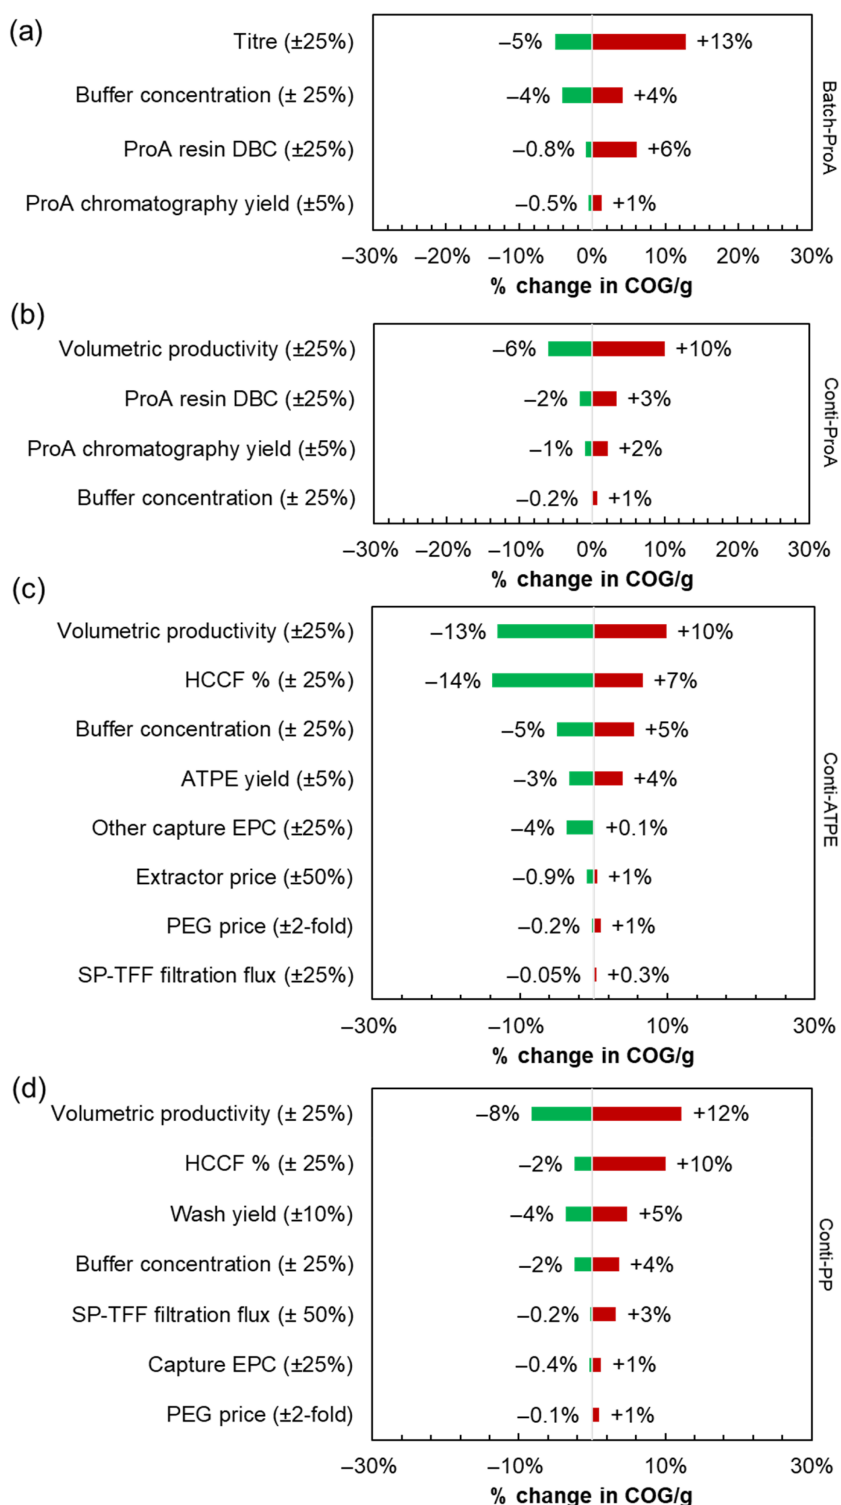 (a)
Titre (±25%) –5% +13%
Buffer concentration (± 25%) –4% +4%
ProA resin DBC (±25%) –0.8% +6%
ProA chromatography yield (±5%) –0.5% +1%
Batch-ProA
–30% –20% –10% 0% 10% 20% 30%
% change in COG/g
(b)
Volumetric productivity (±25%) –6% +10%
ProA resin DBC (±25%) –2% +3%
ProA chromatography yield (±5%) –1% +2%
Buffer concentration (± 25%) –0.2% +1%
Conti-ProA
–30% –20% –10% 0% 10% 20% 30%
% change in COG/g
(c)
Volumetric productivity (±25%) –13% +10%
HCCF % (± 25%) –14% +7%
Buffer concentration (± 25%) –5% +5%
ATPE yield (±5%) –3% +4%
Other capture EPC (±25%) –4% +0.1%
Extractor price (±50%) –0.9% +1%
PEG price (±2-fold) –0.2% +1%
SP-TFF filtration flux (±25%) –0.05% +0.3%
Conti-ATPE
–30% –10% 10% 30%
% change in COG/g
(d)
Volumetric productivity (± 25%) –8% +12%
HCCF % (± 25%) –2% +10%
Wash yield (±10%) –4% +5%
Buffer concentration (± 25%) –2% +4%
SP-TFF filtration flux (± 50%) –0.2% +3%
Capture EPC (±25%) –0.4% +1%
PEG price (±2-fold) –0.1% +1%
Conti-PP
–30% –10% 10% 30%
% change in COG/g